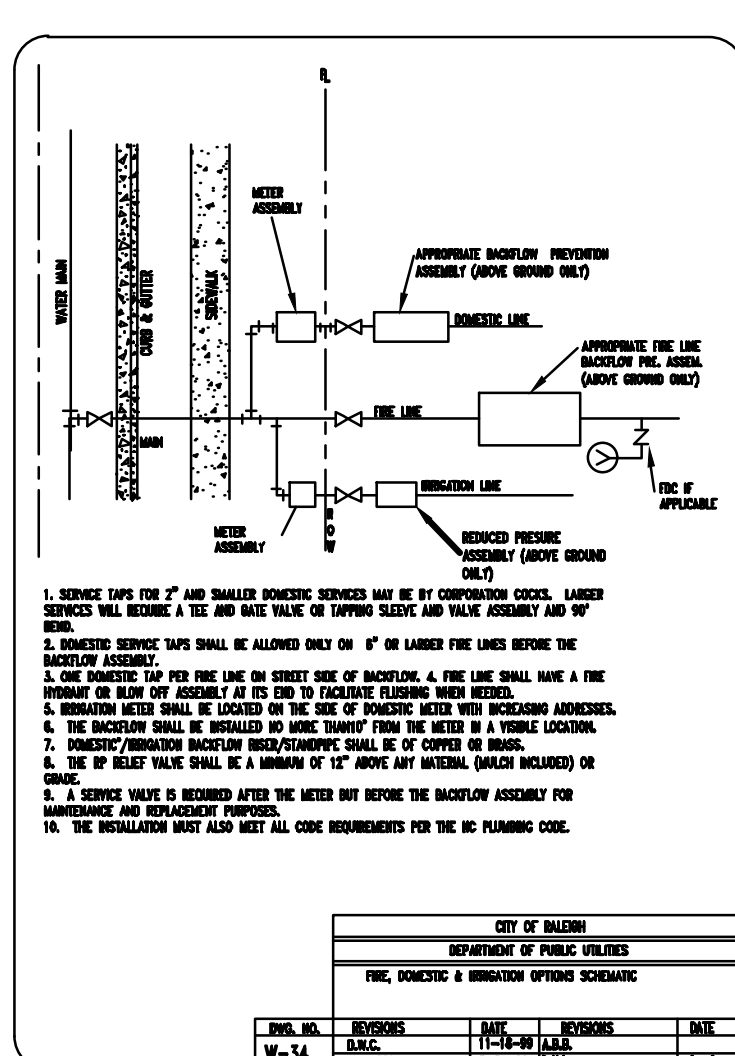 PL
METER
ASSEMBLY
APPROPRIATE BACKFLOW PREVENTION
ASSEMBLY (ABOVE GROUND ONLY)
WATER MAIN
CURB & GUTTER
SIDEWALK
DOMESTIC LINE
APPROPRIATE FIRE LINE
BACKFLOW PRE. ASSEM.
(ABOVE GROUND ONLY)
FIRE LINE
MAIN
IRRIGATION LINE
FDC IF
APPLICABLE
METER
ASSEMBLY
R
O
W
REDUCED PRESURE
ASSEMBLY (ABOVE GROUND
ONLY)
1. SERVICE TAPS FOR 2" AND SMALLER DOMESTIC SERVICES MAY BE BY CORPORATION COCKS. LARGER
SERVICES WILL REQUIRE A TEE AND GATE VALVE OR TAPPING SLEEVE AND VALVE ASSEMBLY AND 90°
BEND.
2. DOMESTIC SERVICE TAPS SHALL BE ALLOWED ONLY ON 6" OR LARGER FIRE LINES BEFORE THE
BACKFLOW ASSEMBLY.
3. ONE DOMESTIC TAP PER FIRE LINE ON STREET SIDE OF BACKFLOW. 4. FIRE LINE SHALL HAVE A FIRE
HYDRANT OR BLOW OFF ASSEMBLY AT ITS END TO FACILITATE FLUSHING WHEN NEEDED.
5. IRRIGATION METER SHALL BE LOCATED ON THE SIDE OF DOMESTIC METER WITH INCREASING ADDRESSES.
6. THE BACKFLOW SHALL BE INSTALLED NO MORE THAN10' FROM THE METER IN A VISIBLE LOCATION.
7. DOMESTIC'/IRRIGATION BACKFLOW RISER/STANDPIPE SHALL BE OF COPPER OR BRASS.
8. THE RP RELIEF VALVE SHALL BE A MINIMUM OF 12" ABOVE ANY MATERIAL (MULCH INCLUDED) OR
GRADE.
9. A SERVICE VALVE IS REQUIRED AFTER THE METER BUT BEFORE THE BACKFLOW ASSEMBLY FOR
MAINTENANCE AND REPLACEMENT PURPOSES.
10. THE INSTALLATION MUST ALSO MEET ALL CODE REQUIREMENTS PER THE NC PLUMBING CODE.
CITY OF RALEIGH
DEPARTMENT OF PUBLIC UTILITIES
FIRE, DOMESTIC & IRRIGATION OPTIONS SCHEMATIC
DWG. NO. REVISIONS DATE REVISIONS DATE
W-34 D.W.C. 11-18-99 A.B.B.